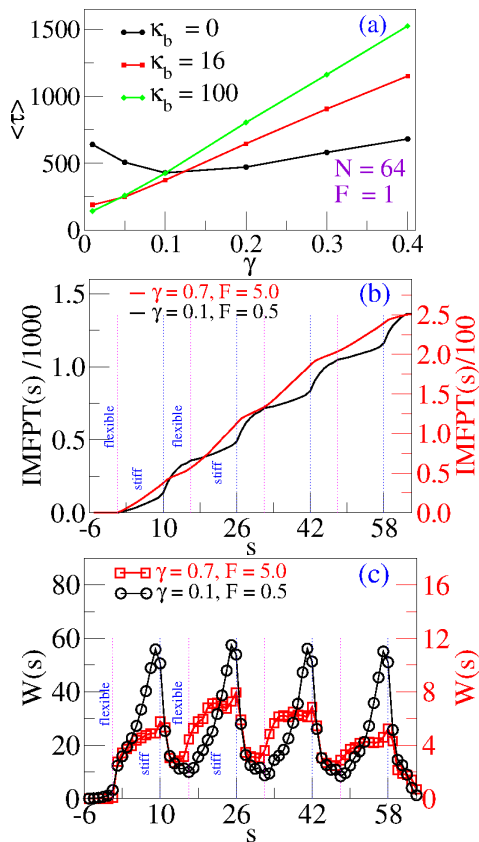 (a)
1500
1000
500
0
<τ>
κb = 0
κb = 16
κb = 100
N = 64
F = 1
0 0.1 0.2 0.3 0.4
γ
(b)
γ = 0.7, F = 5.0
γ = 0.1, F = 0.5
1.5
1.0
0.5
0.0
IMFPT(s) /1000
2.5
2.0
1.5
1.0
0.5
0.0
IMFPT(s) /100
flexible
stiff
flexible
stiff
-6 10 26 42 58
s
(c)
γ = 0.7, F = 5.0
γ = 0.1, F = 0.5
80
60
40
20
0
W(s)
16
12
8
4
0
W(s)
flexible
stiff
flexible
stiff
-6 10 26 42 58
s